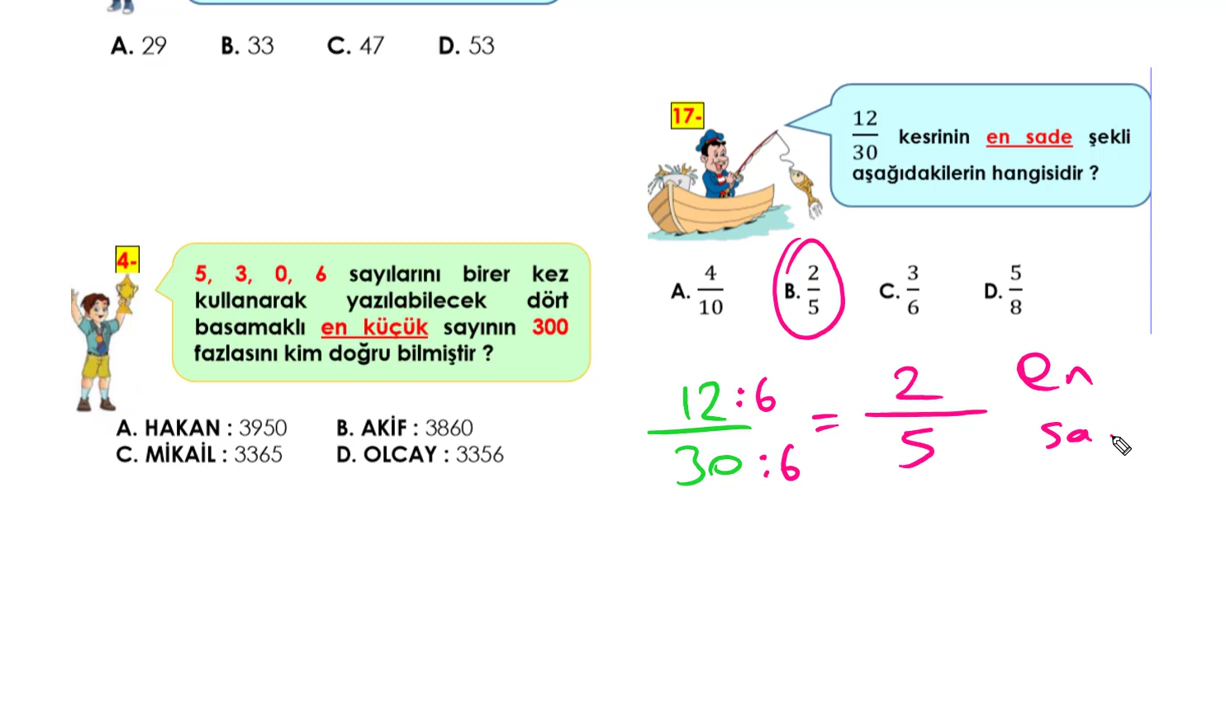 A. 29 B. 33 C. 47 D. 53
4-
5, 3, 0, 6 sayılarını birer kez
kullanarak yazılabilecek dört
basamaklı en küçük sayının 300
fazlasını kim doğru bilmiştir ?
A. HAKAN : 3950 B. AKİF : 3860
C. MİKAİL : 3365 D. OLCAY : 3356
17-
12/30 kesrinin en sade şekli
aşağıdakilerin hangisidir ?
A. 4/10 B. 2/5 C. 3/6 D. 5/8
12:6 / 30:6 = 2/5
en
sa